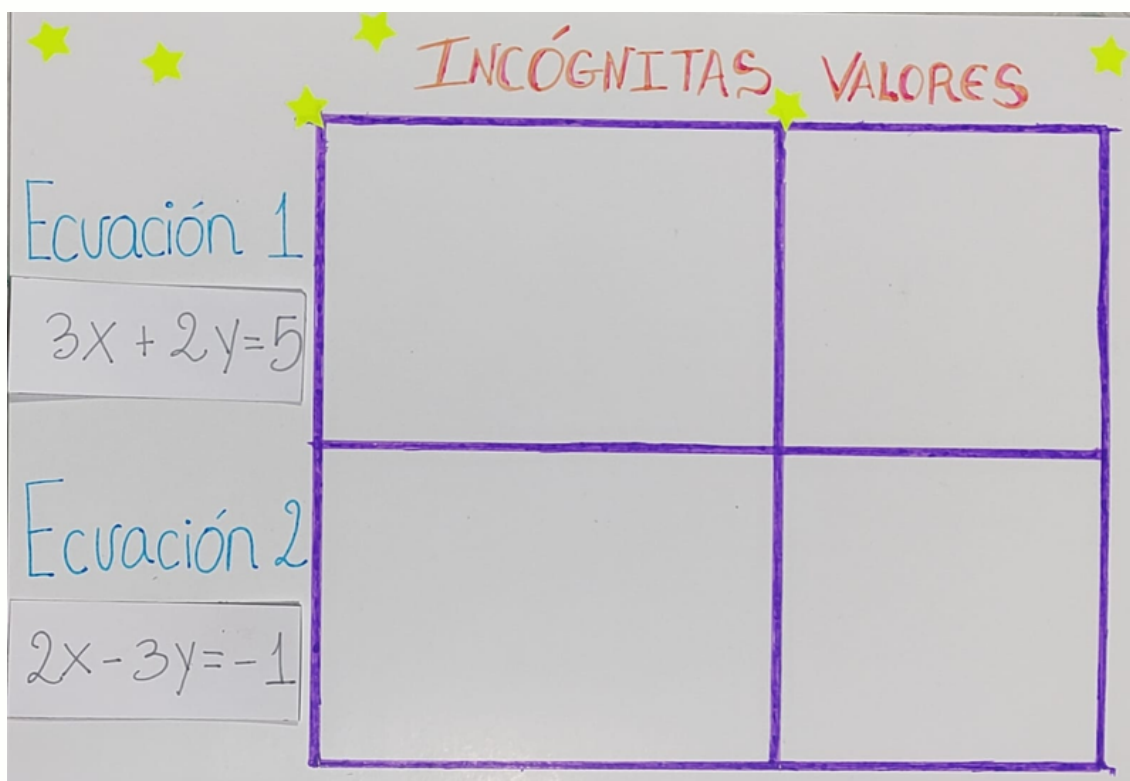 INCÓGNITAS VALORES
Ecuación 1
3x + 2y = 5
Ecuación 2
2x - 3y = -1